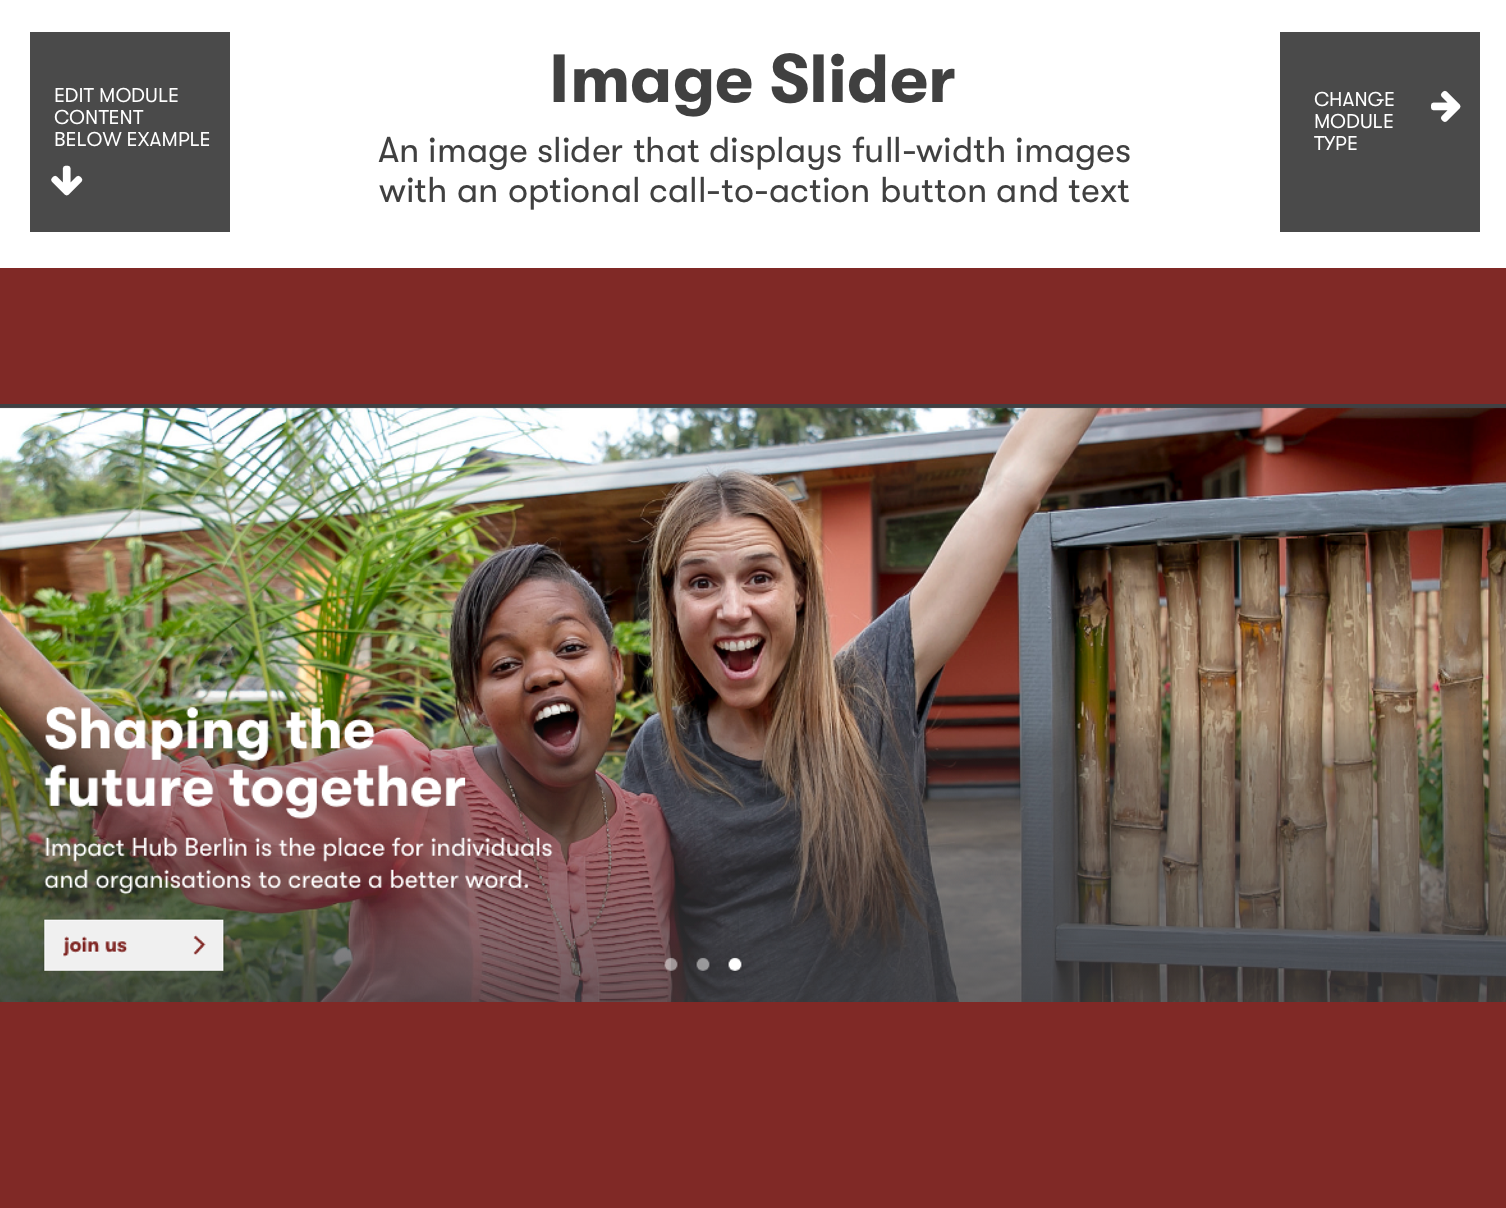 EDIT MODULE
CONTENT
BELOW EXAMPLE
Image Slider
An image slider that displays full-width images
with an optional call-to-action button and text
CHANGE
MODULE
TYPE
Shaping the
future together
Impact Hub Berlin is the place for individuals
and organisations to create a better word.
join us